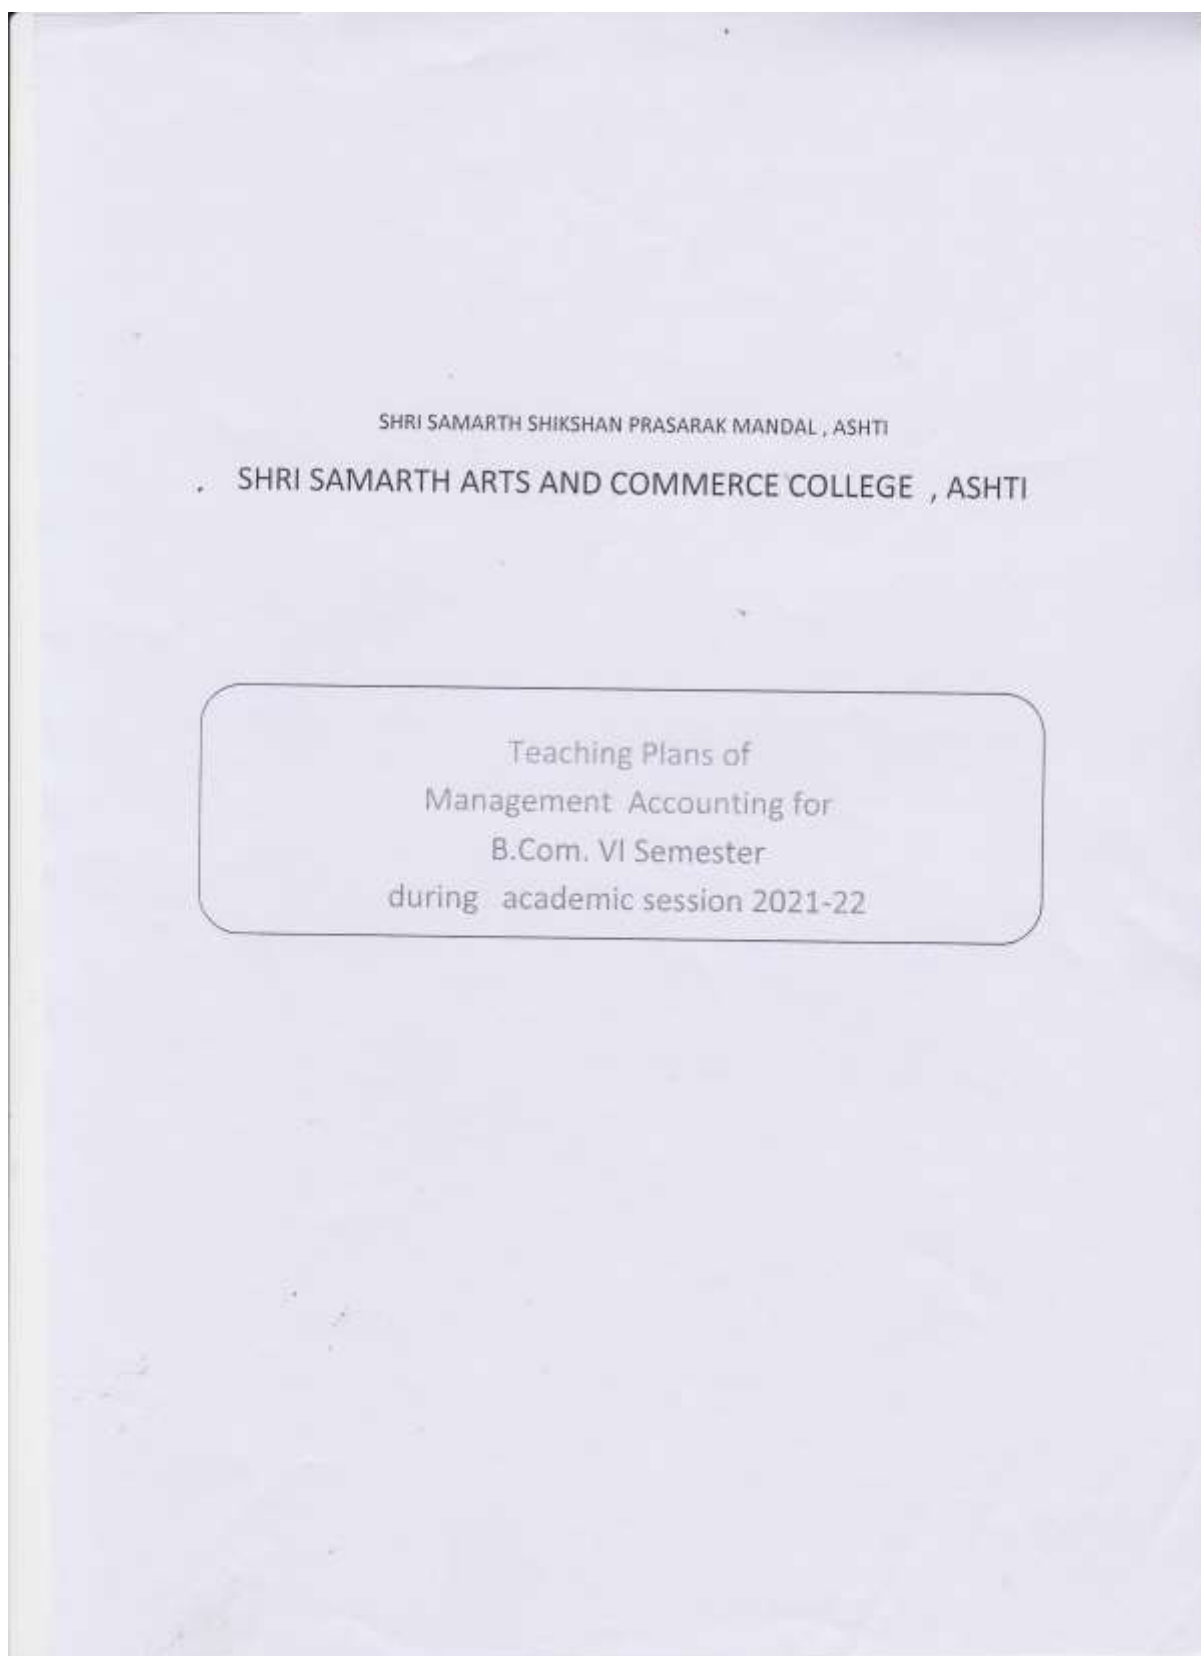 SHRI SAMARTH SHIKSHAN PRASARAK MANDAL , ASHTI
SHRI SAMARTH ARTS AND COMMERCE COLLEGE , ASHTI
Teaching Plans of
Management Accounting for
B.Com. VI Semester
during academic session 2021-22